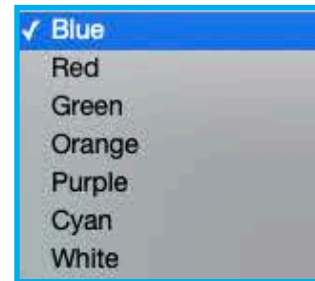 ✓ Blue
Red
Green
Orange
Purple
Cyan
White